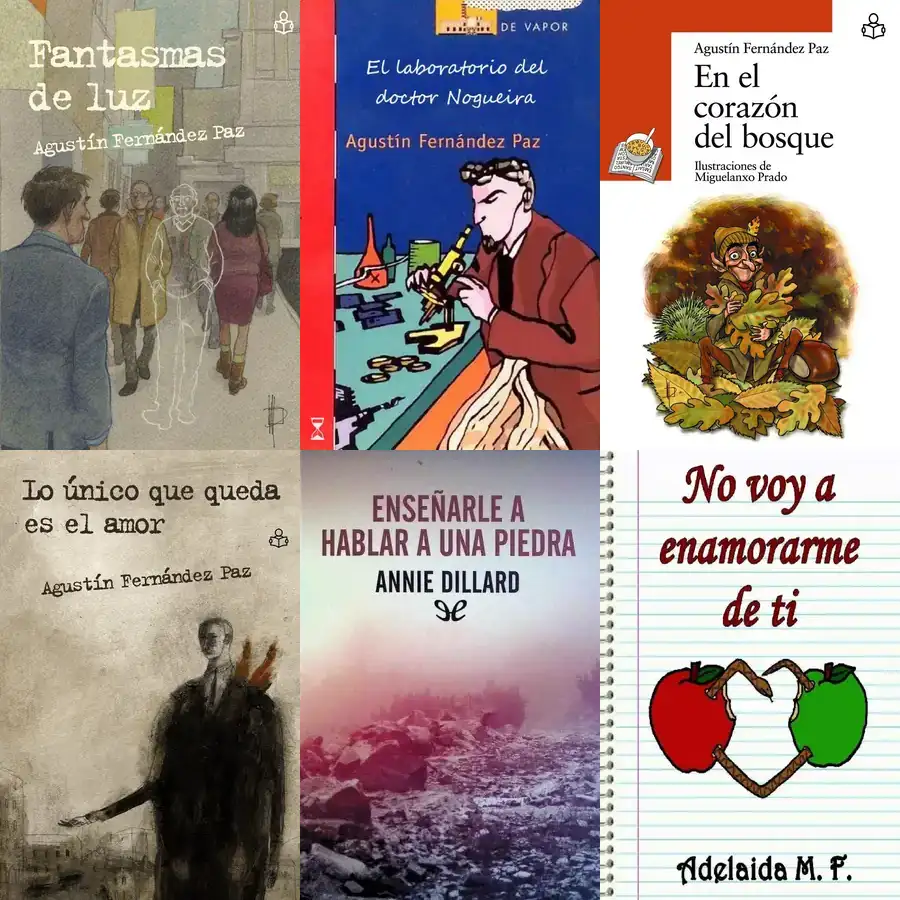 Fantasmas
de luz
Agustín Fernández Paz
DE VAPOR
El laboratorio del
doctor Nogueira
Agustín Fernández Paz
Agustín Fernández Paz
En el
corazón
del bosque
Ilustraciones de
Miguelanxo Prado
Lo único que queda
es el amor
Agustín Fernández Paz
ENSEÑARLE A
HABLAR A UNA PIEDRA
ANNIE DILLARD
No voy a
enamorarme
de ti
Adelaida M. F.